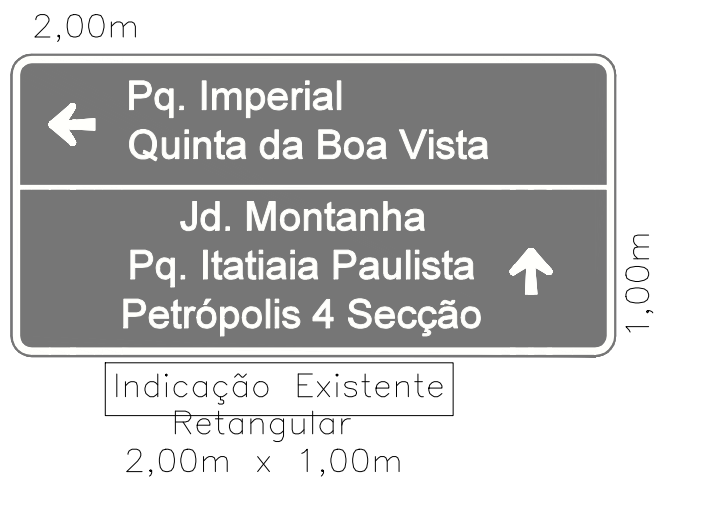 2,00m
Pq. Imperial
Quinta da Boa Vista
Jd. Montanha
Pq. Itatiaia Paulista
Petrópolis 4 Secção
1,00m
Indicação Existente
Retangular
2,00m x 1,00m